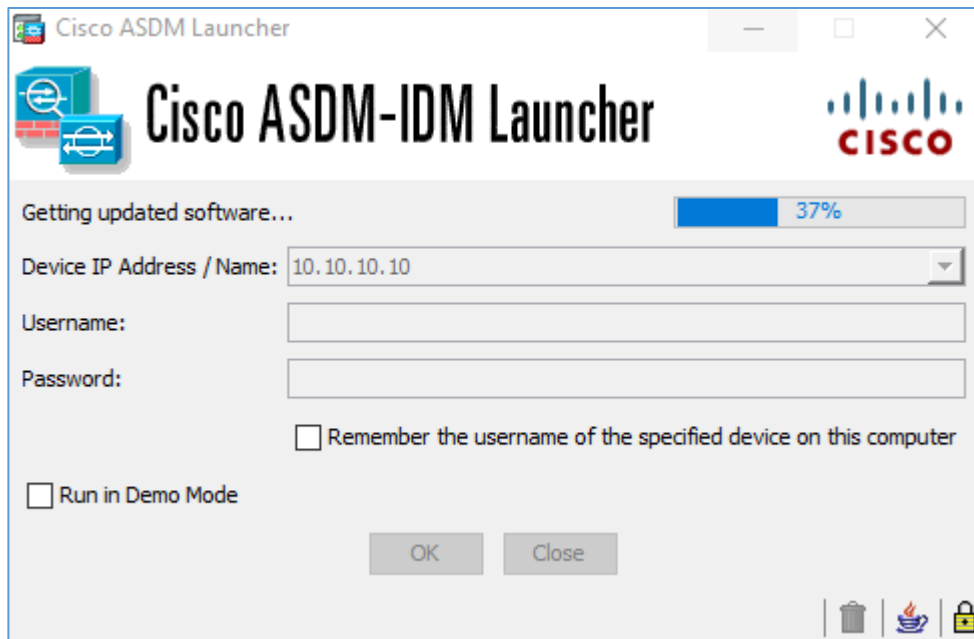 Cisco ASDM Launcher
Cisco ASDM-IDM Launcher
CISCO
Getting updated software... 37%
Device IP Address / Name: 10.10.10.10
Username:
Password:
Remember the username of the specified device on this computer
Run in Demo Mode
OK Close